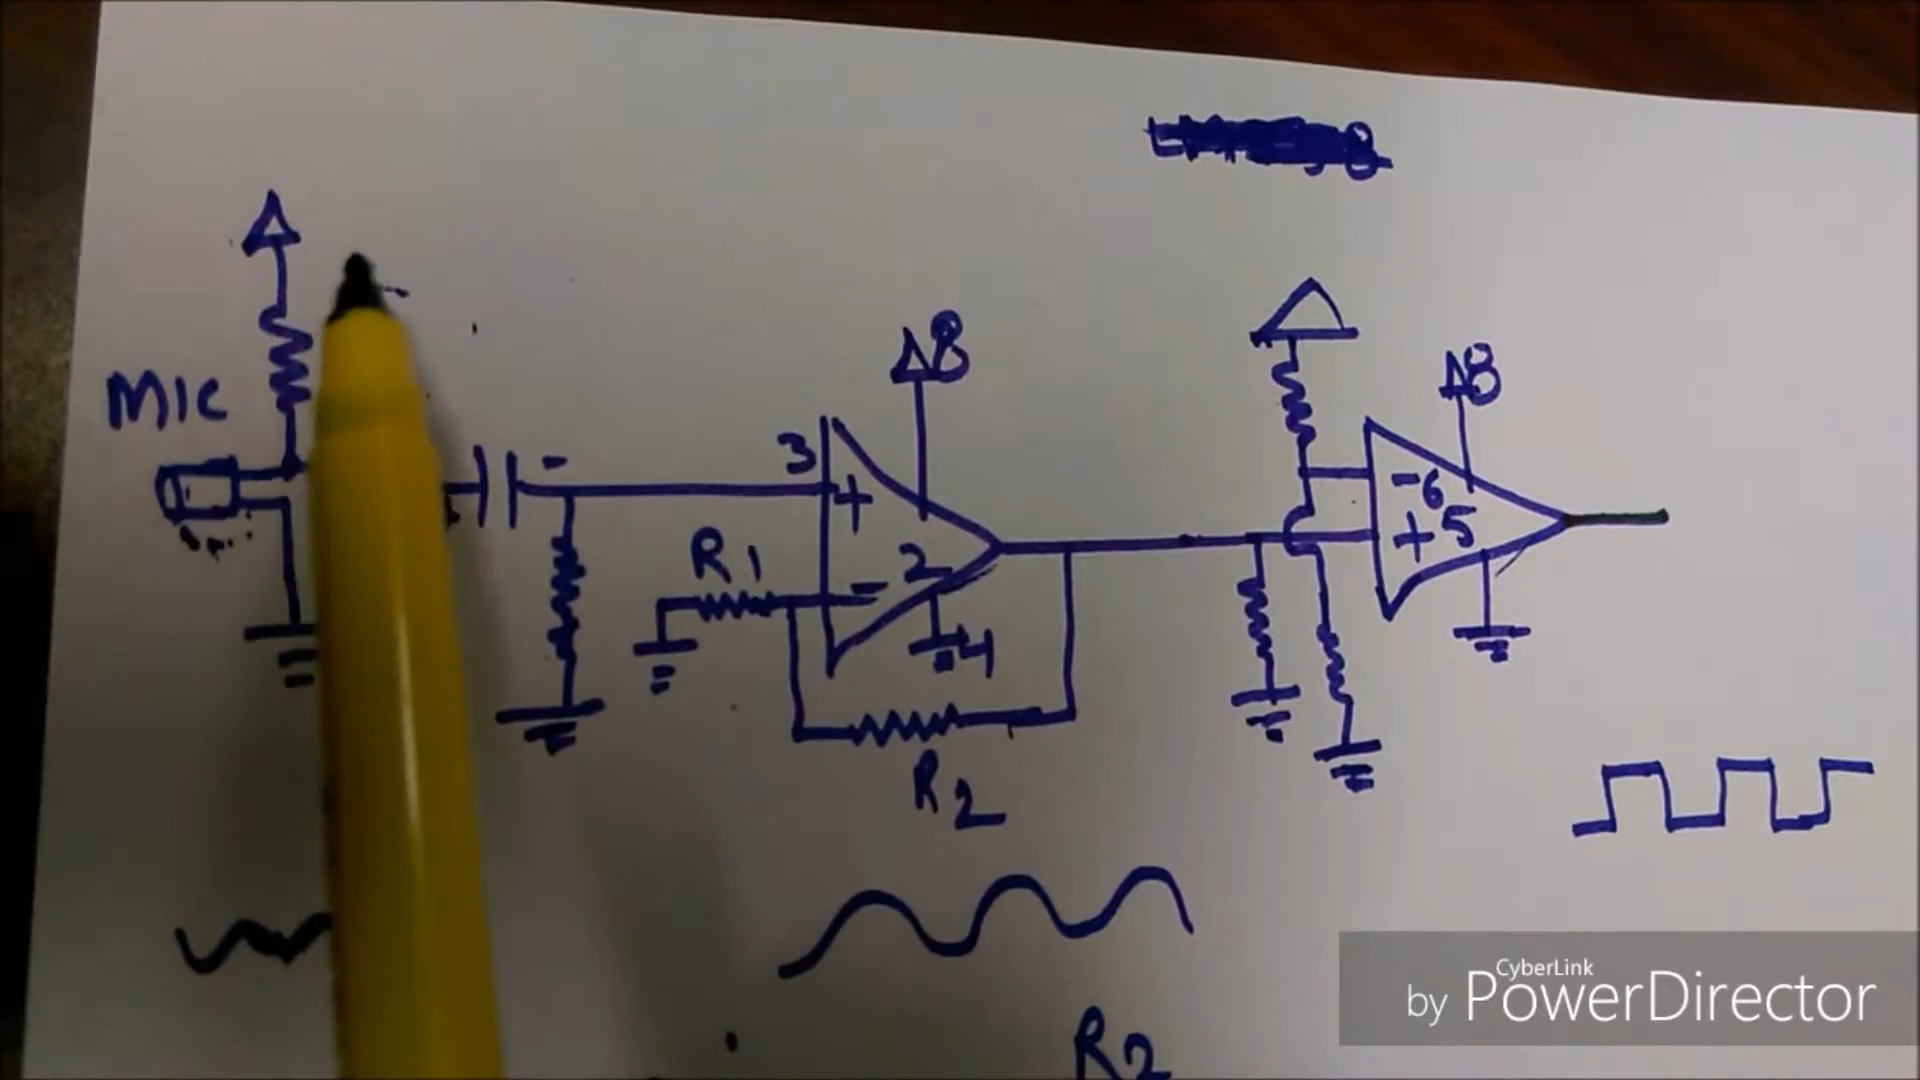 8
8
MIC
3
-
+
-6
+5
R1
2
-
4
R2
R2
CyberLink
by PowerDirector